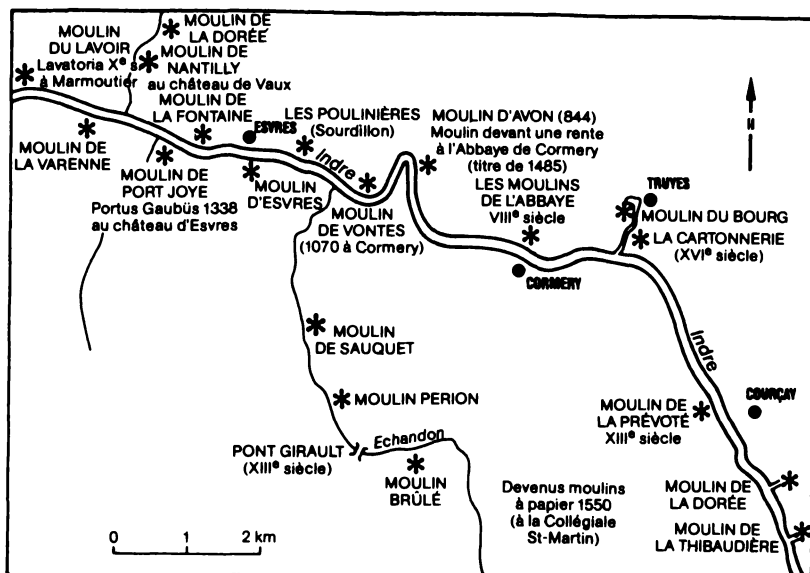 MOULIN DE
LA DORÉE
MOULIN
DU LAVOIR
Lavatoria Xᵉ s
à Marmoutier
MOULIN DE
NANTILLY
au château de Vaux
MOULIN DE
LA FONTAINE
ESVRES
LES POULINIÈRES
(Sourdillon)
MOULIN D'AVON (844)
Moulin devant une rente
à l'Abbaye de Cormery
(titre de 1485)
LES MOULINS
DE L'ABBAYE
VIIIᵉ siècle
N
TRUYES
MOULIN DU BOURG
LA CARTONNERIE
(XVIᵉ siècle)
MOULIN DE
LA VARENNE
MOULIN DE
PORT JOYE
Portus Gaubüs 1338
au château d'Esvres
MOULIN
D'ESVRES
Indre
MOULIN
DE VONTES
(1070 à Cormery)
CORMERY
Indre
MOULIN
DE SAUQUET
MOULIN PERION
COURÇAY
MOULIN DE
LA PRÉVOTÉ
XIIIᵉ siècle
PONT GIRAULT
(XIIIᵉ siècle)
Echandon
MOULIN
BRÛLÉ
Devenus moulins
à papier 1550
(à la Collégiale
St-Martin)
MOULIN DE
LA DORÉE
MOULIN DE
LA THIBAUDIÈRE
0 2 km